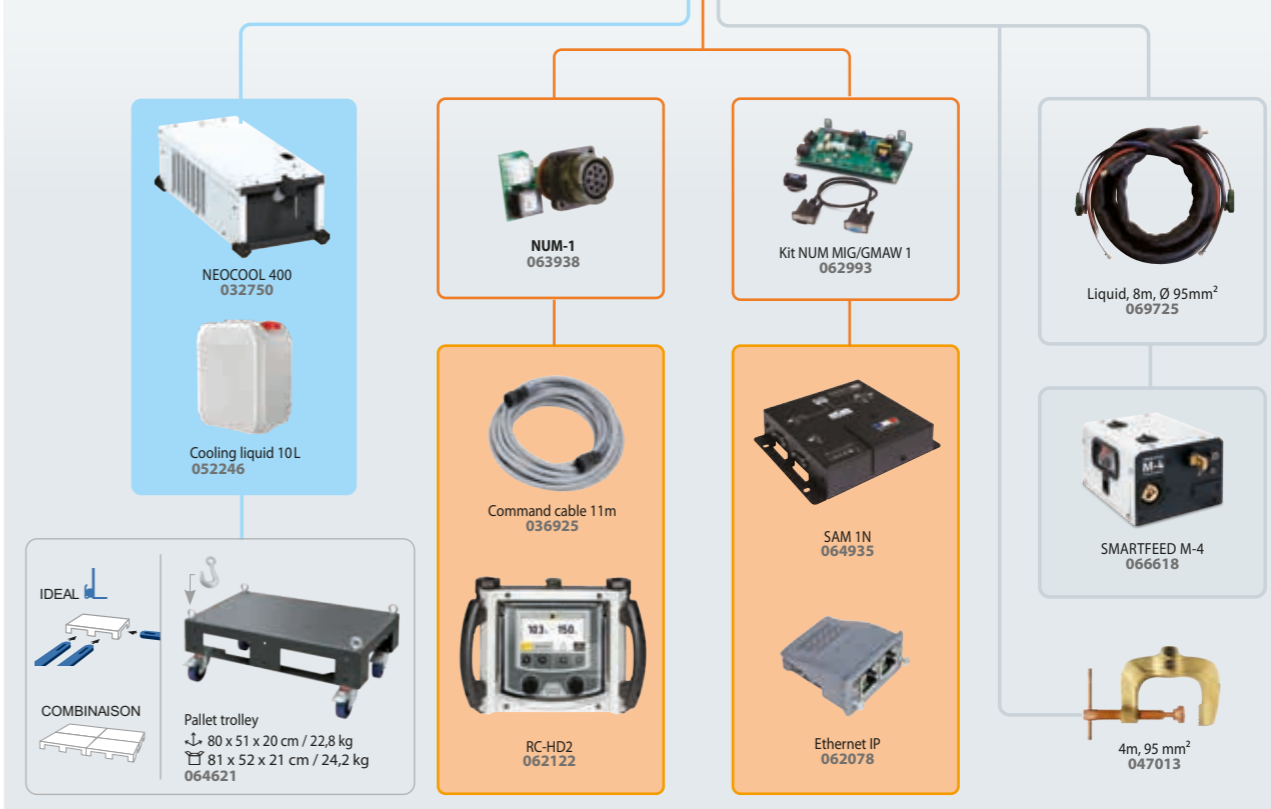 NEOCOOL 400
032750
Cooling liquid 10L
052246
IDEAL
COMBINAISON
Pallet trolley
80 x 51 x 20 cm / 22,8 kg
81 x 52 x 21 cm / 24,2 kg
064621
NUM-1
063938
Command cable 11m
036925
103. 150.
RC-HD2
062122
Kit NUM MIG/GMAW 1
062993
SAM 1N
064935
Ethernet IP
062078
Liquid, 8m, Ø 95mm²
069725
M-4
SMARTFEED M-4
066618
4m, 95 mm²
047013